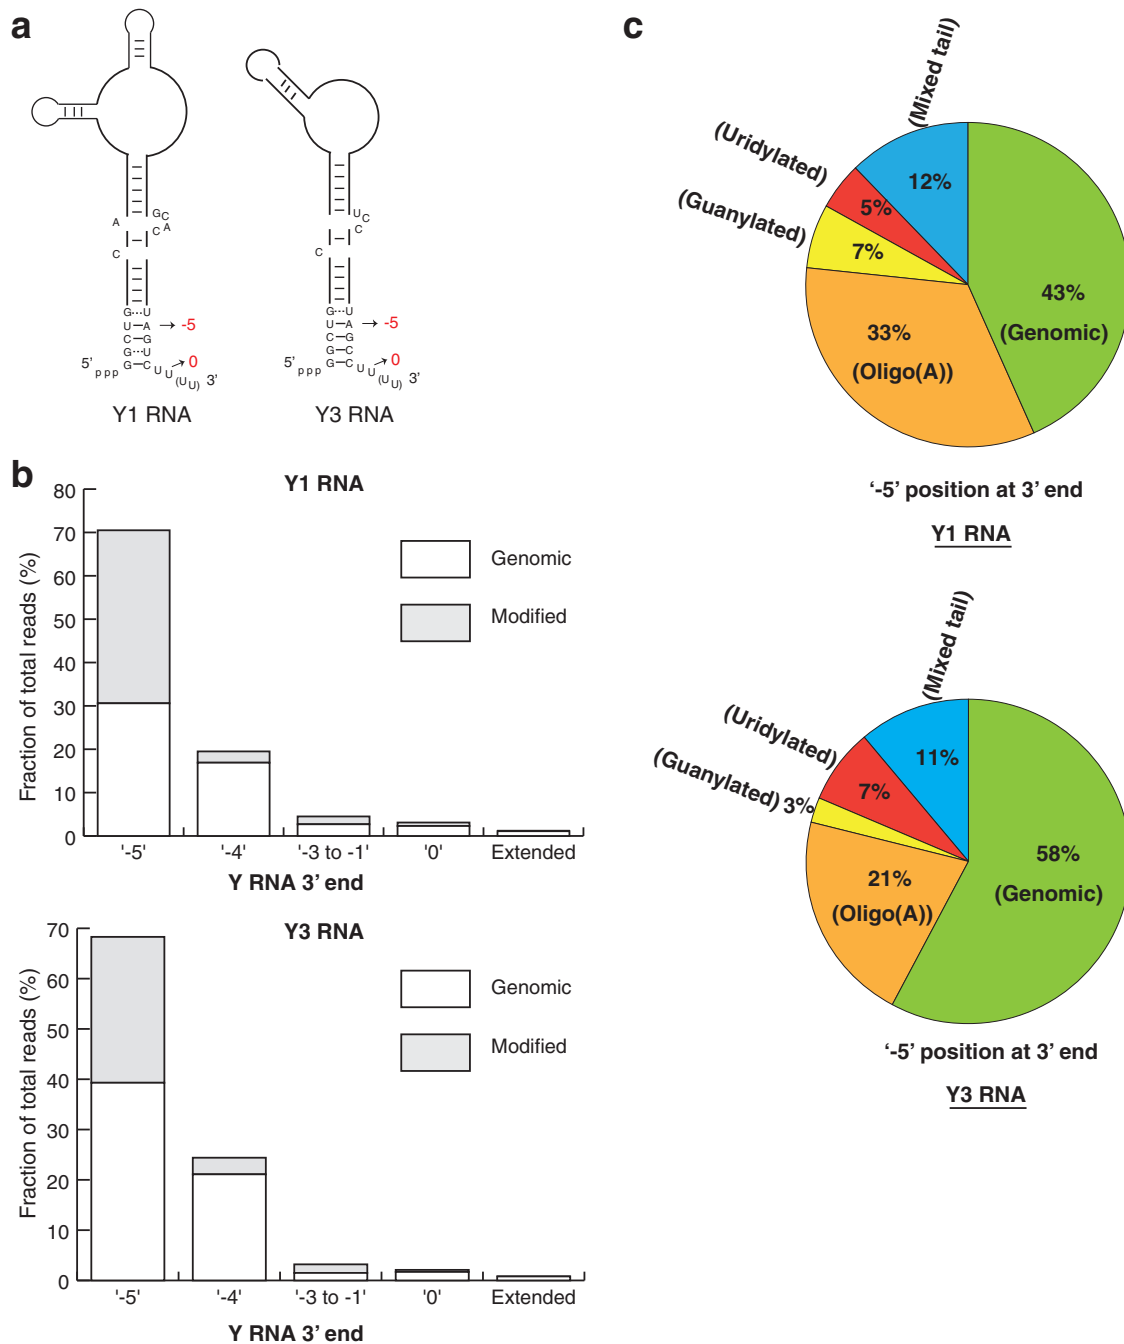 a
A
C
G
C
A
C
G
U
U
A
C
G
G
U
G
C
-5
0
5'
ppp
U
U
(U
U)
3'
Y1 RNA
U
C
C
C
G
U
U
A
C
G
G
C
G
C
-5
0
5'
ppp
U
U
(U
U)
3'
Y3 RNA
b
Y1 RNA
Fraction of total reads (%)
80
70
60
50
40
30
20
10
0
Genomic
Modified
'-5'
'-4'
'-3 to -1'
'0'
Extended
Y RNA 3' end
Y3 RNA
Fraction of total reads (%)
70
60
50
40
30
20
10
0
Genomic
Modified
'-5'
'-4'
'-3 to -1'
'0'
Extended
Y RNA 3' end
c
(Mixed tail)
(Uridylated)
(Guanylated)
12%
5%
7%
43%
(Genomic)
33%
(Oligo(A))
‘-5’ position at 3’ end
Y1 RNA
(Mixed tail)
(Uridylated)
(Guanylated) 3%
11%
7%
58%
(Genomic)
21%
(Oligo(A))
‘-5’ position at 3’ end
Y3 RNA